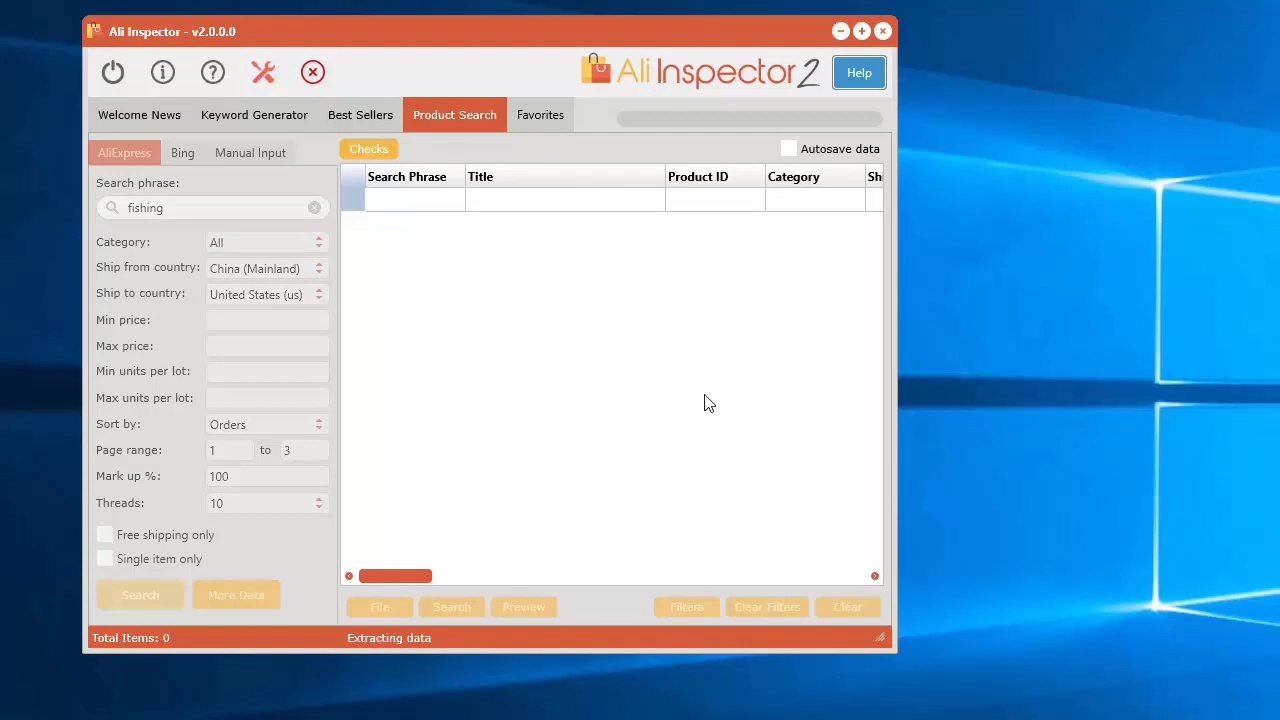 Ali Inspector - v2.0.0.0
Ali Inspector 2
Help
Welcome News
Keyword Generator
Best Sellers
Product Search
Favorites
AliExpress
Bing
Manual Input
Checks
Autosave data
Search phrase:
fishing
Search Phrase
Title
Product ID
Category
Shi
Category:
All
Ship from country:
China (Mainland)
Ship to country:
United States (us)
Min price:
Max price:
Min units per lot:
Max units per lot:
Sort by:
Orders
Page range:
1 to 3
Mark up %:
100
Threads:
10
Free shipping only
Single item only
Search
More Data
File
Search
Preview
Filters
Clear Filters
Clear
Total Items: 0
Extracting data